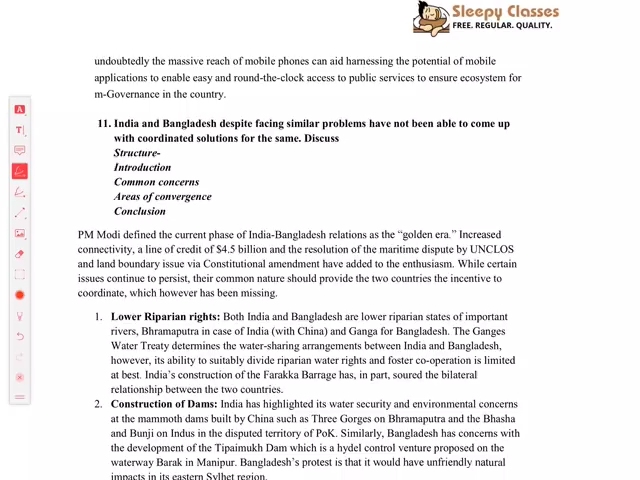 Sleepy Classes
FREE. REGULAR. QUALITY.
undoubtedly the massive reach of mobile phones can aid harnessing the potential of mobile
applications to enable easy and round-the-clock access to public services to ensure ecosystem for
m-Governance in the country.
11. India and Bangladesh despite facing similar problems have not been able to come up
with coordinated solutions for the same. Discuss
Structure-
Introduction
Common concerns
Areas of convergence
Conclusion
PM Modi defined the current phase of India-Bangladesh relations as the “golden era.” Increased
connectivity, a line of credit of $4.5 billion and the resolution of the maritime dispute by UNCLOS
and land boundary issue via Constitutional amendment have added to the enthusiasm. While certain
issues continue to persist, their common nature should provide the two countries the incentive to
coordinate, which however has been missing.
1. Lower Riparian rights: Both India and Bangladesh are lower riparian states of important
rivers, Bhramaputra in case of India (with China) and Ganga for Bangladesh. The Ganges
Water Treaty determines the water-sharing arrangements between India and Bangladesh,
however, its ability to suitably divide riparian water rights and foster co-operation is limited
at best. India’s construction of the Farakka Barrage has, in part, soured the bilateral
relationship between the two countries.
2. Construction of Dams: India has highlighted its water security and environmental concerns
at the mammoth dams built by China such as Three Gorges on Bhramaputra and the Bhasha
and Bunji on Indus in the disputed territory of PoK. Similarly, Bangladesh has concerns with
the development of the Tipaimukh Dam which is a hydel control venture proposed on the
waterway Barak in Manipur. Bangladesh’s protest is that it would have unfriendly natural
impacts in its eastern Sylhet region.